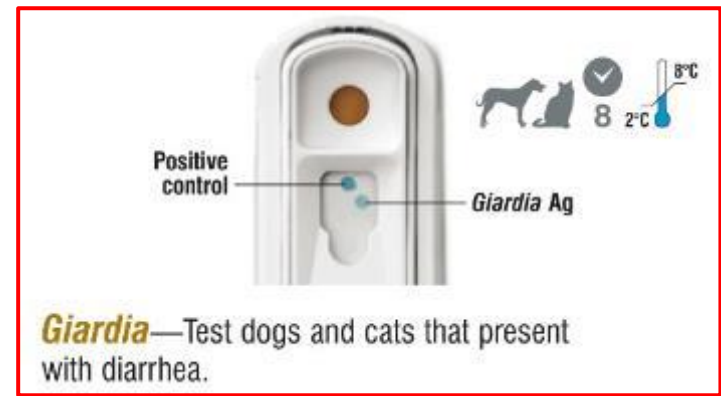 8°C
8
2°C
Positive
control
Giardia Ag
Giardia—Test dogs and cats that present
with diarrhea.